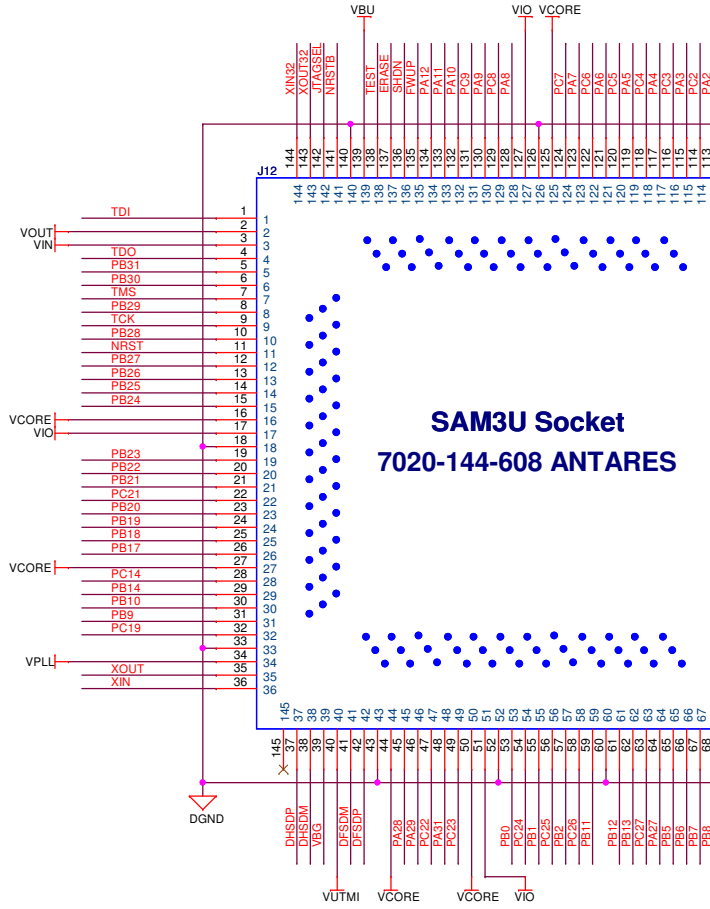 VBU VIO VCORE
XIN32 XOUT32 JTAGSEL NRSTB TEST ERASE SHDN FWUP PA12 PA11 PA10 PC9 PA9 PC8 PA8 PC7 PA7 PC6 PA6 PC5 PA5 PC4 PA4 PC3 PA3 PC2 PA2
144 143 142 141 140 139 138 137 136 135 134 133 132 131 130 129 128 127 126 125 124 123 122 121 120 119 118 117 116 115 114 113
J12
144 143 142 141 140 139 138 137 136 135 134 133 132 131 130 129 128 127 126 125 124 123 122 121 120 119 118 117 116 115 114
TDI 1 1
VOUT 2 2
VIN 3 3
TDO 4 4
PB31 5 5
PB30 6 6
TMS 7 7
PB29 8 8
TCK 9 9
PB28 10 10
NRST 11 11
PB27 12 12
PB26 13 13
PB25 14 14
PB24 15 15
VCORE 16 16
VIO 17 17
18 18
PB23 19 19
PB22 20 20
PB21 21 21
PC21 22 22
PB20 23 23
PB19 24 24
PB18 25 25
PB17 26 26
VCORE 27 27
PC14 28 28
PB14 29 29
PB10 30 30
PB9 31 31
PC19 32 32
33 33
VPLL 34 34
XOUT 35 35
XIN 36 36
SAM3U Socket
7020-144-608 ANTARES
145 37 38 39 40 41 42 43 44 45 46 47 48 49 50 51 52 53 54 55 56 57 58 59 60 61 62 63 64 65 66 67
145 37 38 39 40 41 42 43 44 45 46 47 48 49 50 51 52 53 54 55 56 57 58 59 60 61 62 63 64 65 66 67 68
DGND
DHSDP DHSDM VBG DFSDM DFSDP PA28 PA29 PC22 PA31 PC23 PB0 PC24 PB1 PC25 PB2 PC26 PB11 PB12 PB13 PC27 PA27 PB5 PB6 PB7 PB8
VUTMI VCORE VCORE VIO